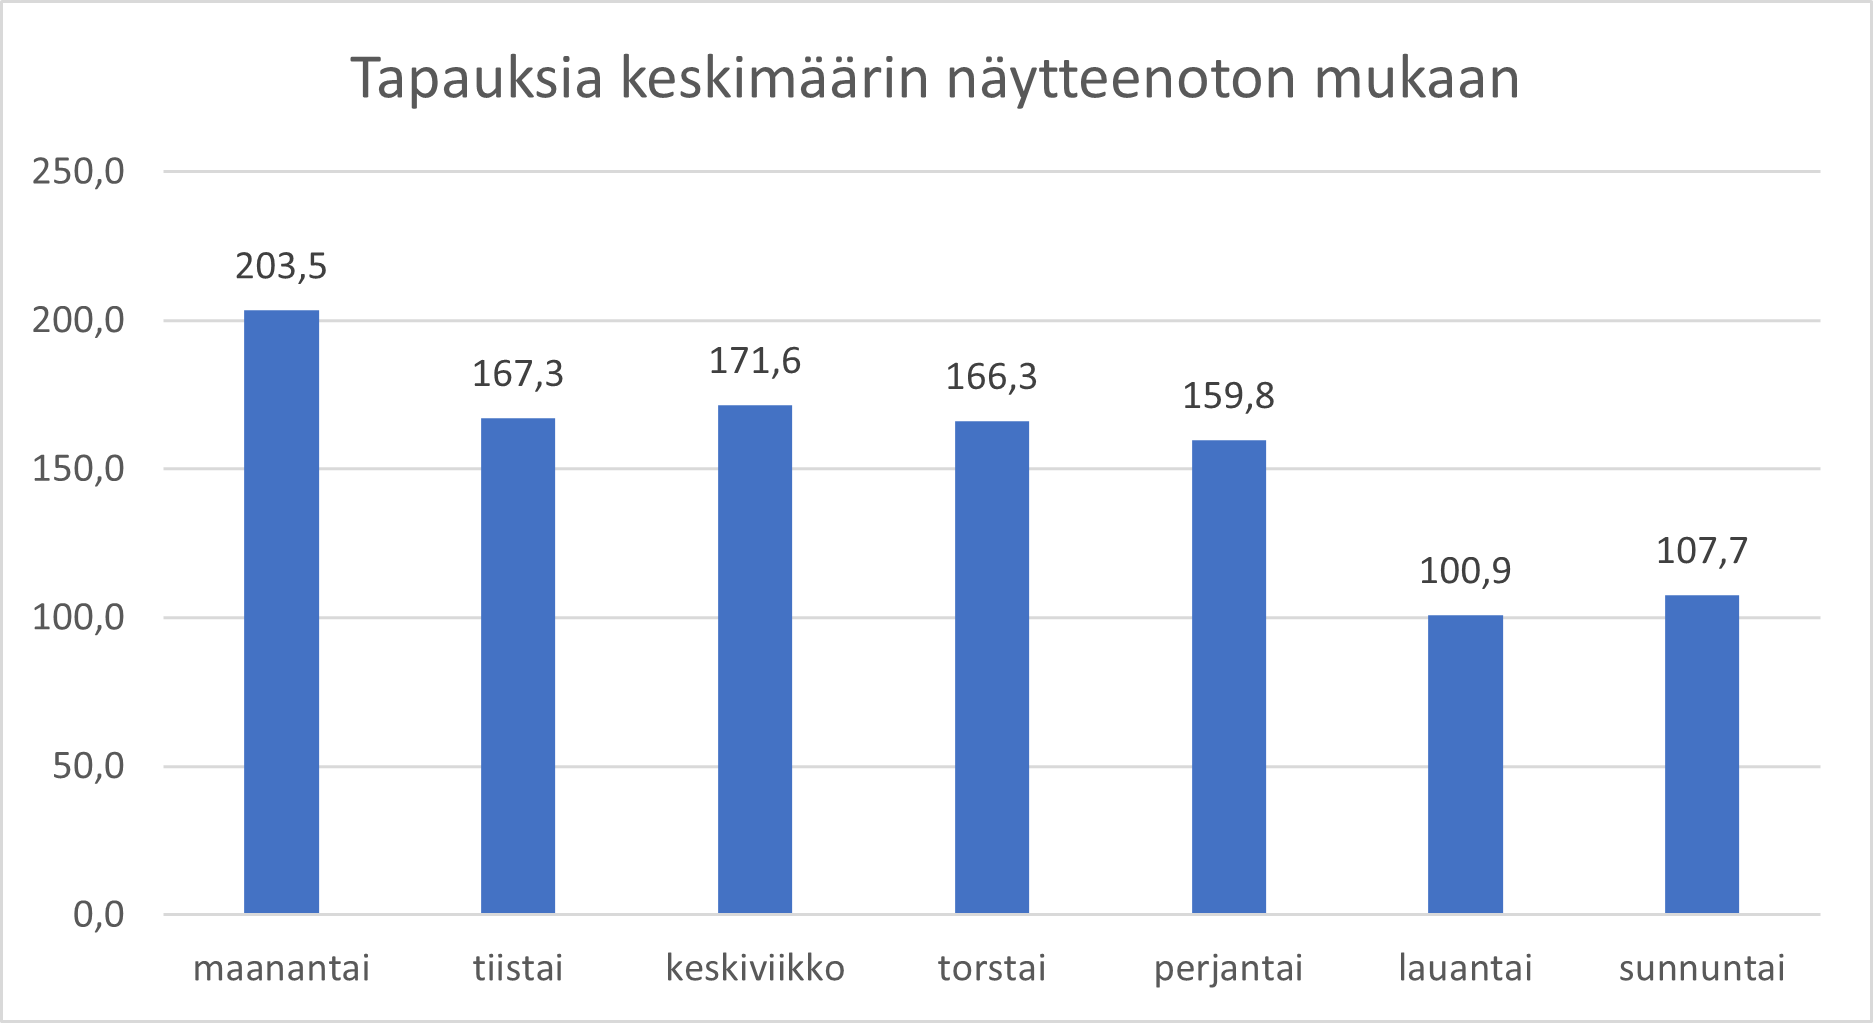 Tapauksia keskimäärin näytteenoton mukaan
250,0
200,0
150,0
100,0
50,0
0,0
203,5
167,3
171,6
166,3
159,8
100,9
107,7
maanantai
tiistai
keskiviikko
torstai
perjantai
lauantai
sunnuntai